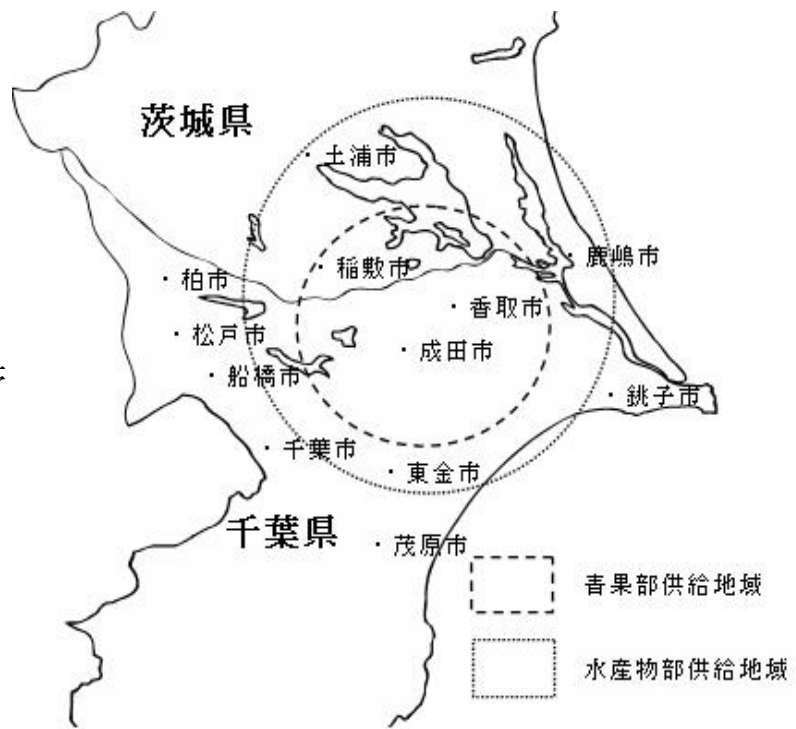 茨城県
土浦市
稲敷市
鹿嶋市
柏市
香取市
松戸市
成田市
船橋市
銚子市
千葉市
東金市
千葉県
茂原市
青果部供給地域
水産物部供給地域